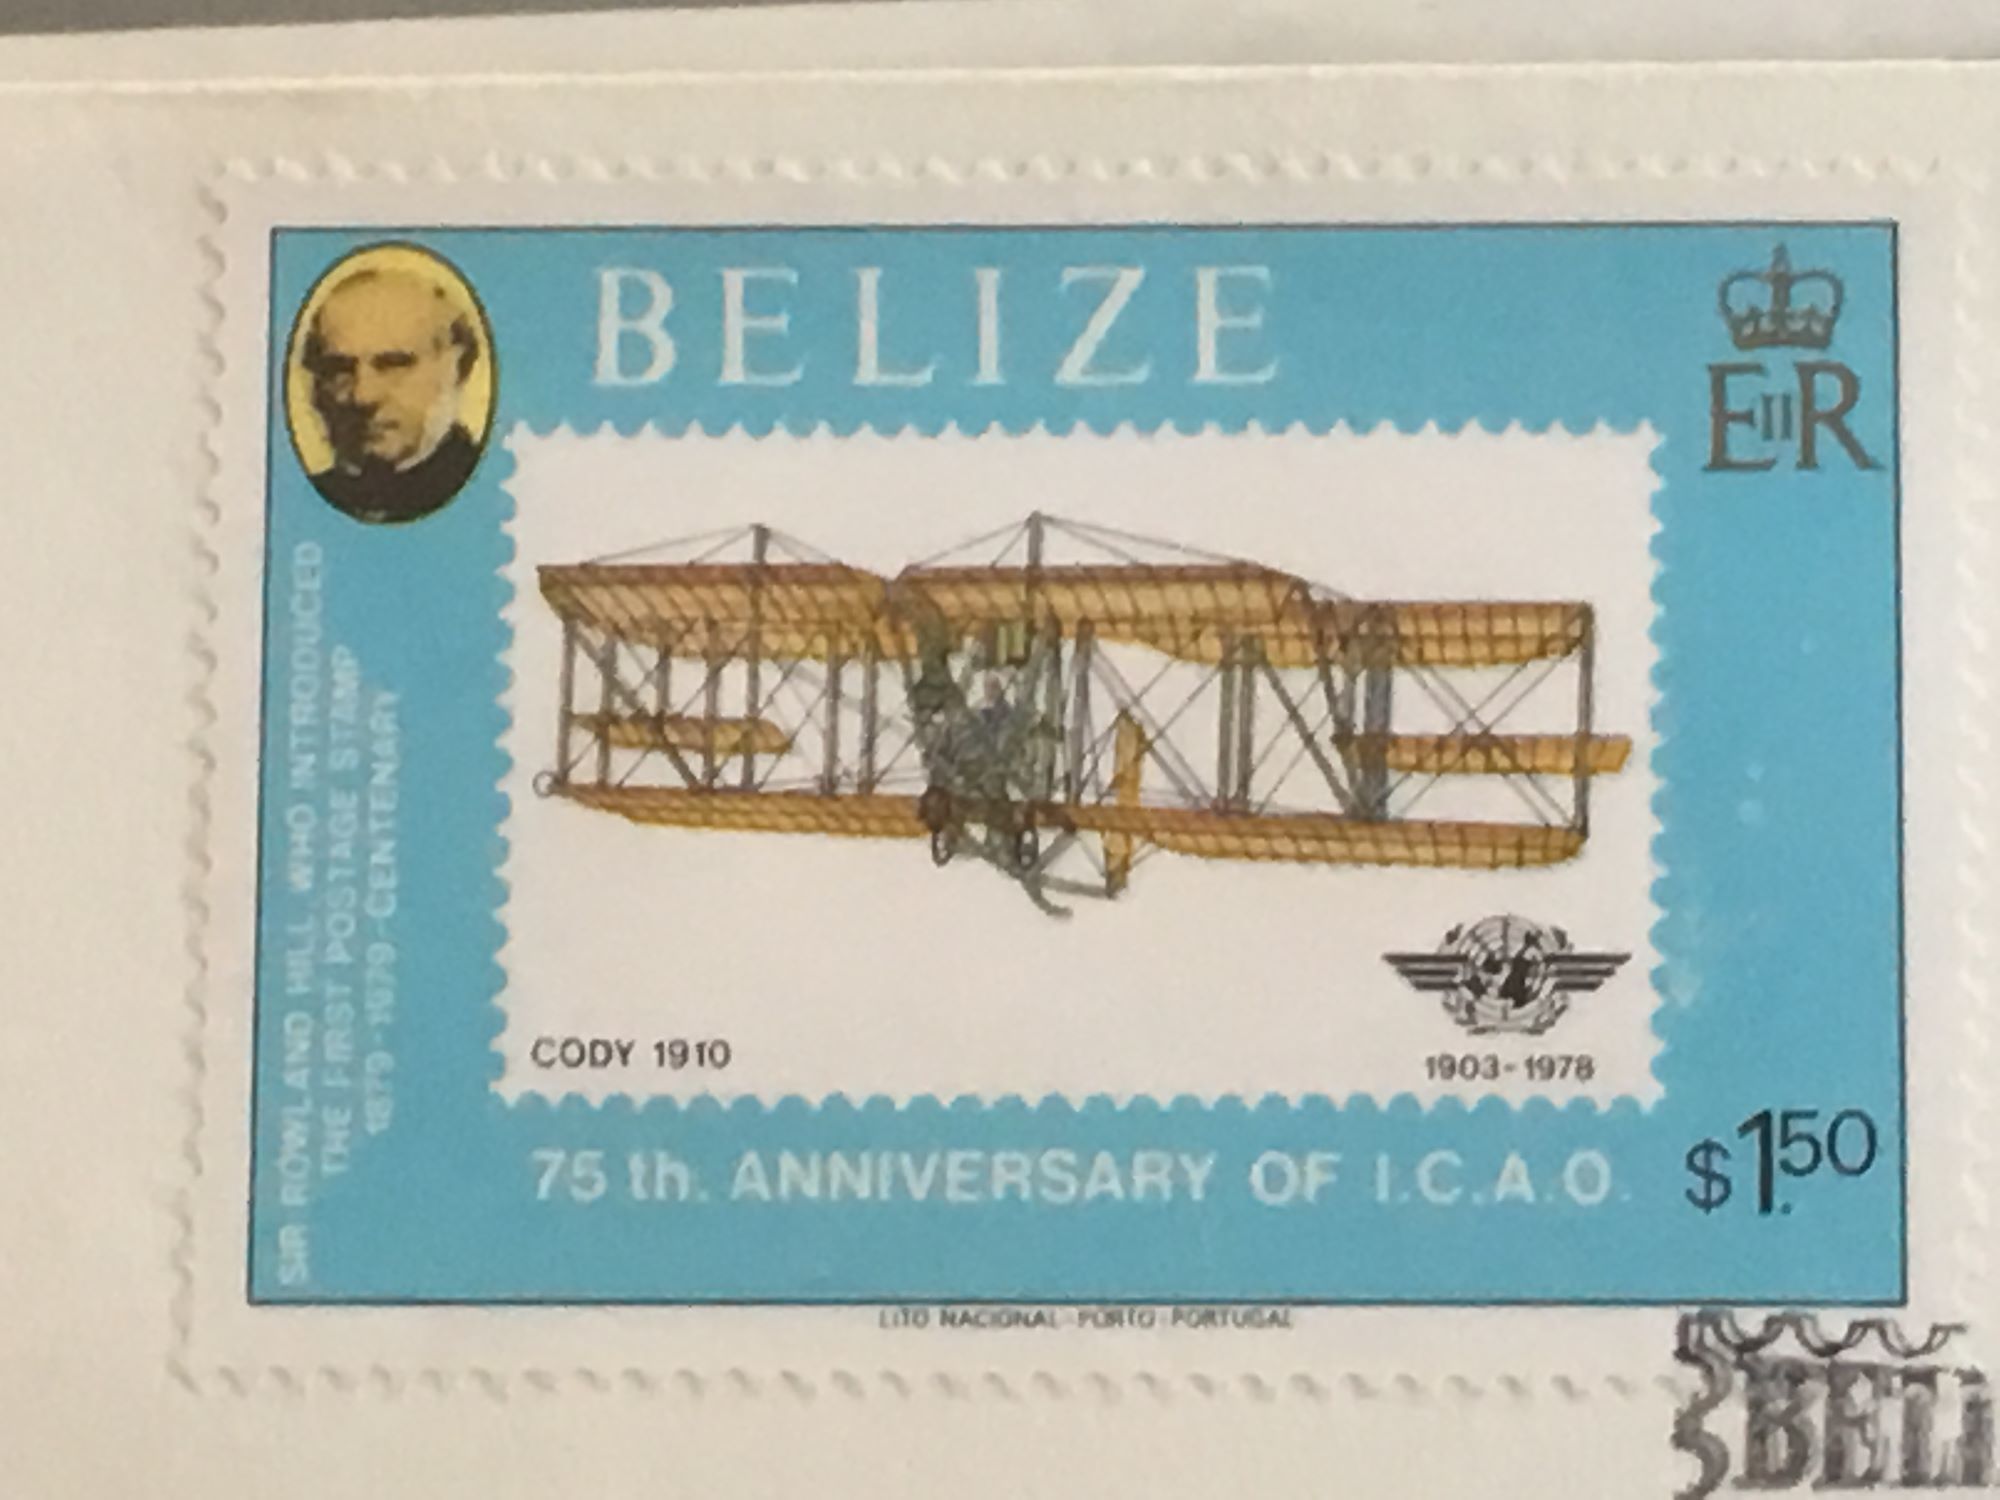 BELIZE
EIIR
SIR ROWLAND HILL WHO INTRODUCED
THE FIRST POSTAGE STAMP
1879-1979-CENTENARY
CODY 1910
1903-1978
75 th. ANNIVERSARY OF I.C.A.O.
$1.50
LITO NACIONAL PORTO PORTUGAL
BELI